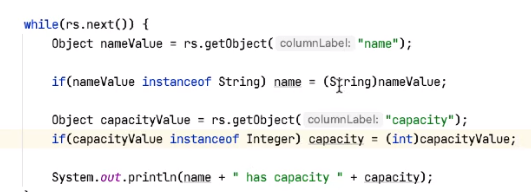 while(rs.next()) {
Object nameValue = rs.getObject( columnLabel: "name");
if(nameValue instanceof String) name = (String)nameValue;
Object capacityValue = rs.getObject( columnLabel: "capacity");
if(capacityValue instanceof Integer) capacity = (int)capacityValue;
System.out.println(name + " has capacity " + capacity);